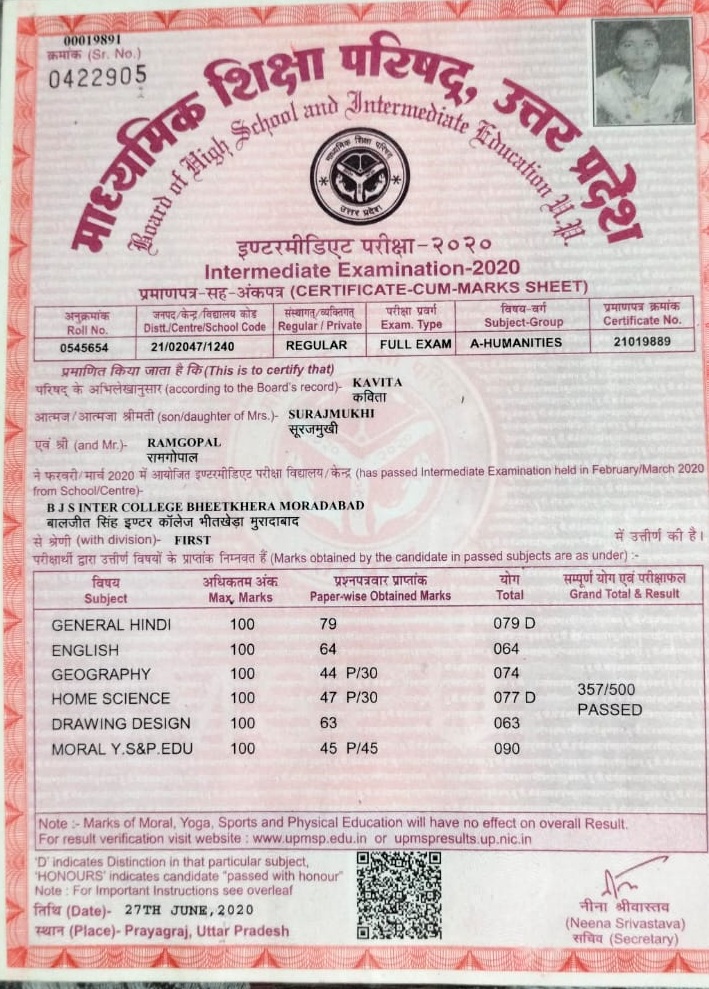 00019891
क्रमांक (Sr. No.)
0422905
माध्यमिक शिक्षा परिषद्, उत्तर प्रदेश
Board of High School and Intermediate Education U.P.
माध्यमिक शिक्षा परिषद्
उत्तर प्रदेश
इण्टरमीडिएट परीक्षा-२०२०
Intermediate Examination-2020
प्रमाणपत्र-सह-अंकपत्र (CERTIFICATE-CUM-MARKS SHEET)
अनुक्रमांक जनपद/केन्द्र/विद्यालय कोड संस्थागत/व्यक्तिगत परीक्षा प्रवर्ग विषय-वर्ग प्रमाणपत्र क्रमांक
Roll No. Distt./Centre/School Code Regular / Private Exam. Type Subject-Group Certificate No.
0545654 21/02047/1240 REGULAR FULL EXAM A-HUMANITIES 21019889
प्रमाणित किया जाता है कि (This is to certify that)
परिषद् के अभिलेखानुसार (according to the Board's record)- KAVITA
कविता
आत्मज/आत्मजा श्रीमती (son/daughter of Mrs.)- SURAJMUKHI
सूरजमुखी
एवं श्री (and Mr.)- RAMGOPAL
रामगोपाल
ने फरवरी/मार्च 2020 में आयोजित इण्टरमीडिएट परीक्षा विद्यालय/केन्द्र (has passed Intermediate Examination held in February/March 2020
from School/Centre)-
B J S INTER COLLEGE BHEETKHERA MORADABAD
बालजीत सिंह इण्टर कॉलेज भीतखेड़ा मुरादाबाद
से श्रेणी (with division)- FIRST में उत्तीर्ण की है।
परीक्षार्थी द्वारा उत्तीर्ण विषयों के प्राप्तांक निम्नवत हैं (Marks obtained by the candidate in passed subjects are as under) :-
विषय अधिकतम अंक प्रश्नपत्रवार प्राप्तांक योग सम्पूर्ण योग एवं परीक्षाफल
Subject Max. Marks Paper-wise Obtained Marks Total Grand Total & Result
GENERAL HINDI 100 79 079 D
ENGLISH 100 64 064
GEOGRAPHY 100 44 P/30 074
HOME SCIENCE 100 47 P/30 077 D 357/500
DRAWING DESIGN 100 63 063 PASSED
MORAL Y.S&P.EDU 100 45 P/45 090
Note :- Marks of Moral, Yoga, Sports and Physical Education will have no effect on overall Result.
For result verification visit website : www.upmsp.edu.in or upmspresults.up.nic.in
'D' indicates Distinction in that particular subject,
'HONOURS' indicates candidate "passed with honour"
Note : For Important Instructions see overleaf
तिथि (Date)- 27TH JUNE,2020
स्थान (Place)- Prayagraj, Uttar Pradesh
नीना श्रीवास्तव
(Neena Srivastava)
सचिव (Secretary)